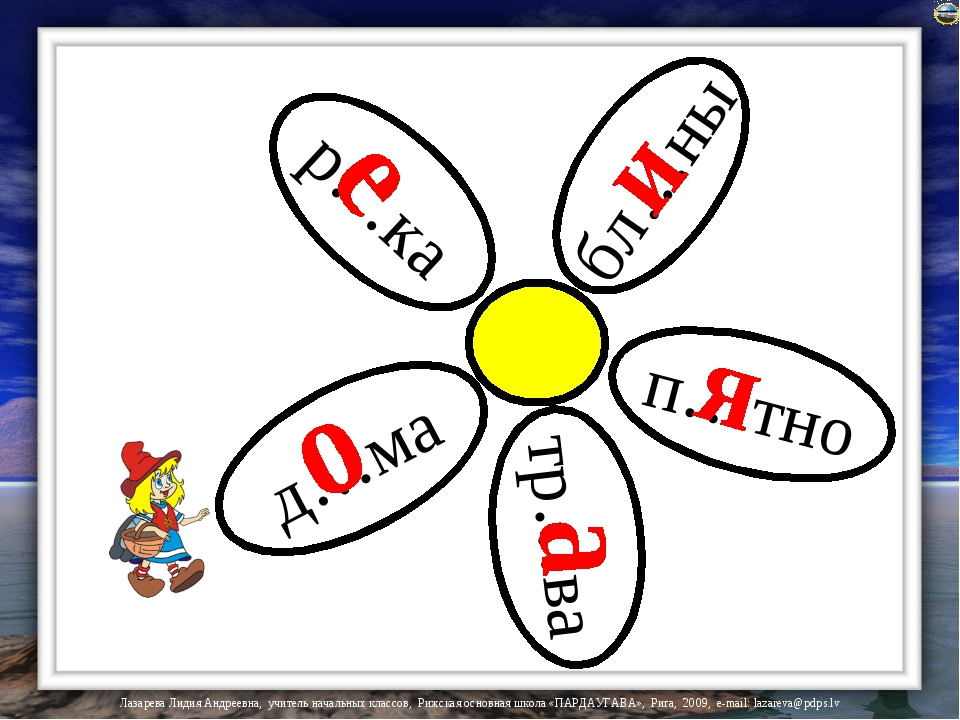 р.е.ка
бл.и.ны
п.я.тно
тр.а.ва
д.о.ма
Лазарева Лидия Андреевна, учитель начальных классов, Рижская основная школа «ПАРДАУГАВА», Рига, 2009, e-mail: lazareva@pdps.lv